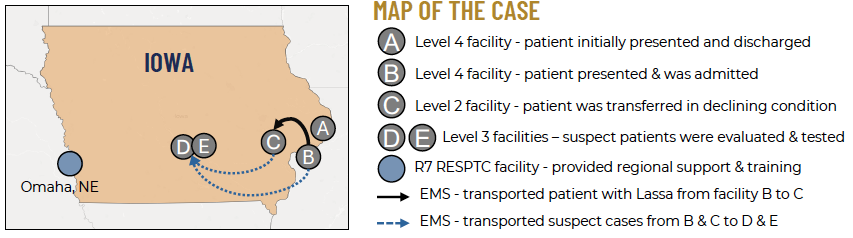 MAP OF THE CASE
IOWA
A
B
C
D E
Omaha, NE
A Level 4 facility - patient initially presented and discharged
B Level 4 facility - patient presented & was admitted
C Level 2 facility - patient was transferred in declining condition
D E Level 3 facilities – suspect patients were evaluated & tested
R7 RESPTC facility - provided regional support & training
EMS - transported patient with Lassa from facility B to C
EMS - transported suspect cases from B & C to D & E